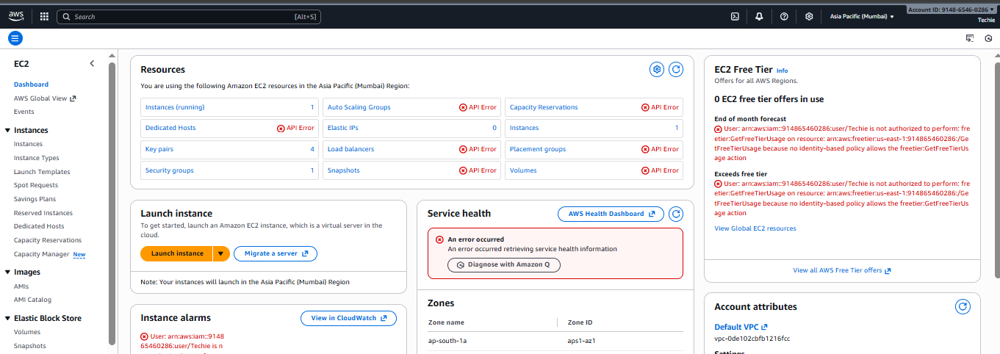 aws
Search
[Alt+S]
Asia Pacific (Mumbai)
Account ID: 9148-6546-0286
Techie
EC2
Dashboard
AWS Global View
Events
Instances
Instances
Instance Types
Launch Templates
Spot Requests
Savings Plans
Reserved Instances
Dedicated Hosts
Capacity Reservations
Capacity Manager New
Images
AMIs
AMI Catalog
Elastic Block Store
Volumes
Snapshots
Resources
You are using the following Amazon EC2 resources in the Asia Pacific (Mumbai) Region:
Instances (running) 1
Auto Scaling Groups API Error
Capacity Reservations API Error
Dedicated Hosts API Error
Elastic IPs 0
Instances 1
Key pairs 4
Load balancers API Error
Placement groups API Error
Security groups 1
Snapshots API Error
Volumes API Error
Launch instance
To get started, launch an Amazon EC2 instance, which is a virtual server in the
cloud.
Launch instance
Migrate a server
Note: Your instances will launch in the Asia Pacific (Mumbai) Region
Instance alarms
View in CloudWatch
User: arn:aws:iam::9148
65460286:user/Techie is n
Service health
AWS Health Dashboard
An error occurred
An error occurred retrieving service health information
Diagnose with Amazon Q
Zones
Zone name
Zone ID
ap-south-1a
aps1-az1
EC2 Free Tier Info
Offers for all AWS Regions.
0 EC2 free tier offers in use
End of month forecast
User: arn:aws:iam::914865460286:user/Techie is not authorized to perform: fre
etier:GetFreeTierUsage on resource: arn:aws:freetier:us-east-1:914865460286:/Ge
tFreeTierUsage because no identity-based policy allows the freetier:GetFreeTierUs
age action
Exceeds free tier
User: arn:aws:iam::914865460286:user/Techie is not authorized to perform: fre
etier:GetFreeTierUsage on resource: arn:aws:freetier:us-east-1:914865460286:/Ge
tFreeTierUsage because no identity-based policy allows the freetier:GetFreeTierUs
age action
View Global EC2 resources
View all AWS Free Tier offers
Account attributes
Default VPC
vpc-0de102cbfb1216fcc
Settings